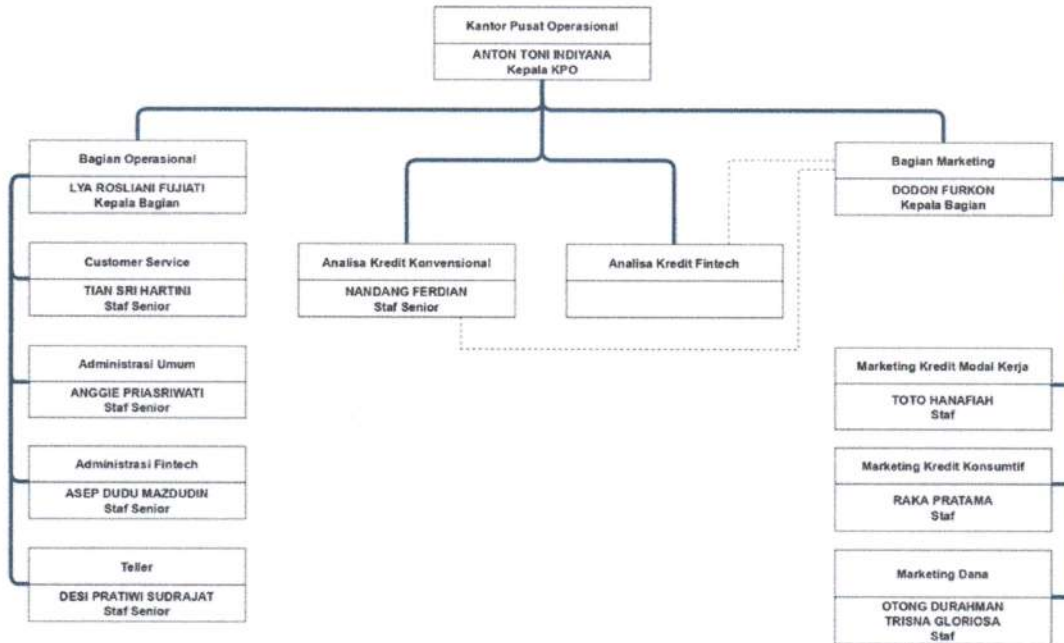 Kantor Pusat Operasional
ANTON TONI INDIYANA
Kepala KPO
Bagian Operasional
LYA ROSLIANI FUJIATI
Kepala Bagian
Bagian Marketing
DODON FURKON
Kepala Bagian
Customer Service
TIAN SRI HARTINI
Staf Senior
Analisa Kredit Konvensional
NANDANG FERDIAN
Staf Senior
Analisa Kredit Fintech
Administrasi Umum
ANGGIE PRIASRIWATI
Staf Senior
Marketing Kredit Modal Kerja
TOTO HANAFIAH
Staf
Administrasi Fintech
ASEP DUDU MAZDUDIN
Staf Senior
Marketing Kredit Konsumtif
RAKA PRATAMA
Staf
Teller
DESI PRATIWI SUDRAJAT
Staf Senior
Marketing Dana
OTONG DURAHMAN
TRISNA GLORIOSA
Staf